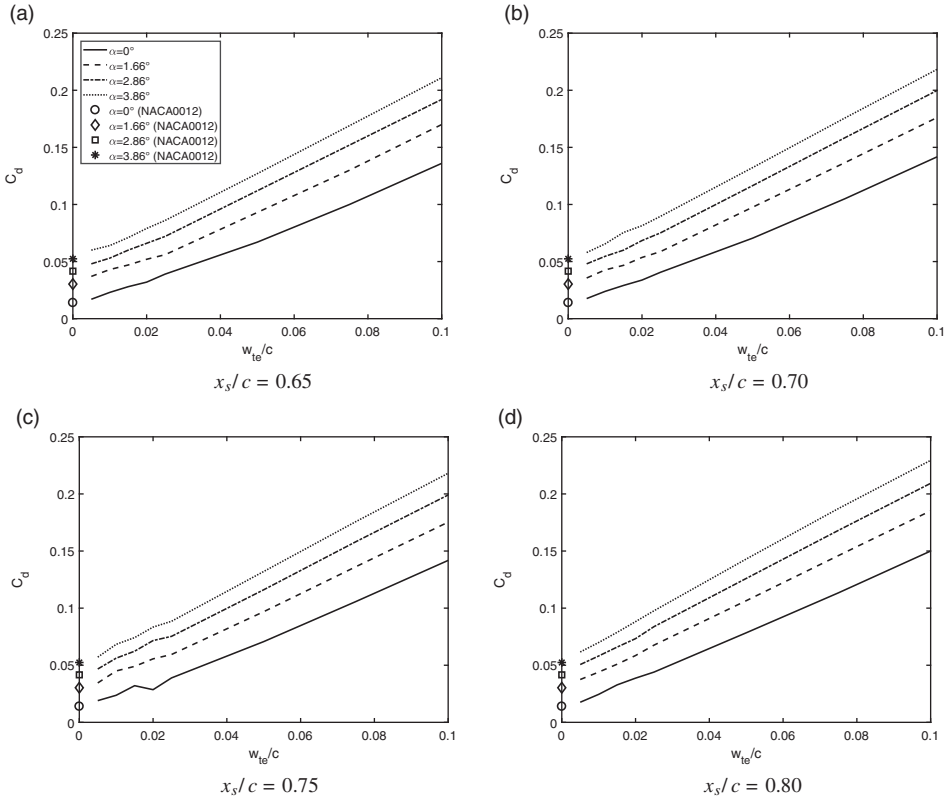 (a)
0.25
α=0°
α=1.66°
α=2.86°
α=3.86°
α=0° (NACA0012)
α=1.66° (NACA0012)
α=2.86° (NACA0012)
α=3.86° (NACA0012)
0.2
0.15
C_d
0.1
0.05
0
0 0.02 0.04 0.06 0.08 0.1
w_te/c
x_s/c = 0.65
(b)
0.25
0.2
0.15
C_d
0.1
0.05
0
0 0.02 0.04 0.06 0.08 0.1
w_te/c
x_s/c = 0.70
(c)
0.25
0.2
0.15
C_d
0.1
0.05
0
0 0.02 0.04 0.06 0.08 0.1
w_te/c
x_s/c = 0.75
(d)
0.25
0.2
0.15
C_d
0.1
0.05
0
0 0.02 0.04 0.06 0.08 0.1
w_te/c
x_s/c = 0.80